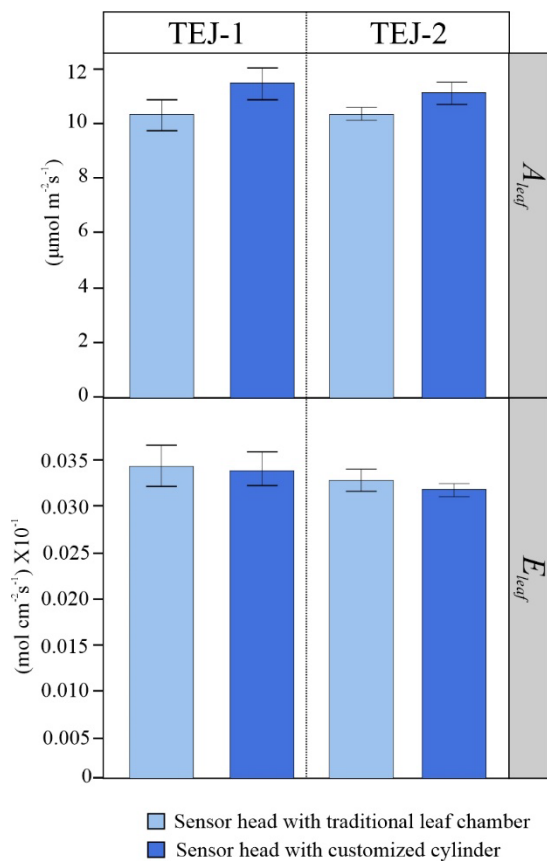 TEJ-1 TEJ-2
12
10
8
6
4
2
0
(µmol m⁻²s⁻¹)
A leaf
0.035
0.030
0.025
0.020
0.015
0.010
0.005
0
(mol cm⁻²s⁻¹) X10⁻¹
E leaf
Sensor head with traditional leaf chamber
Sensor head with customized cylinder